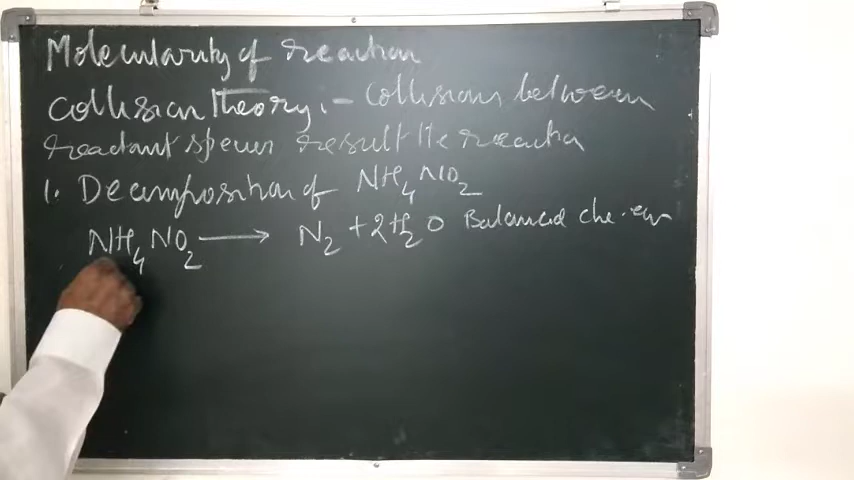 Molecularity of reaction
Collision Theory :- Collisions between
reactant species result the reaction
1. Decomposition of NH₄NO₂
NH₄NO₂ ⟶ N₂ + 2H₂O Balanced che. eqn